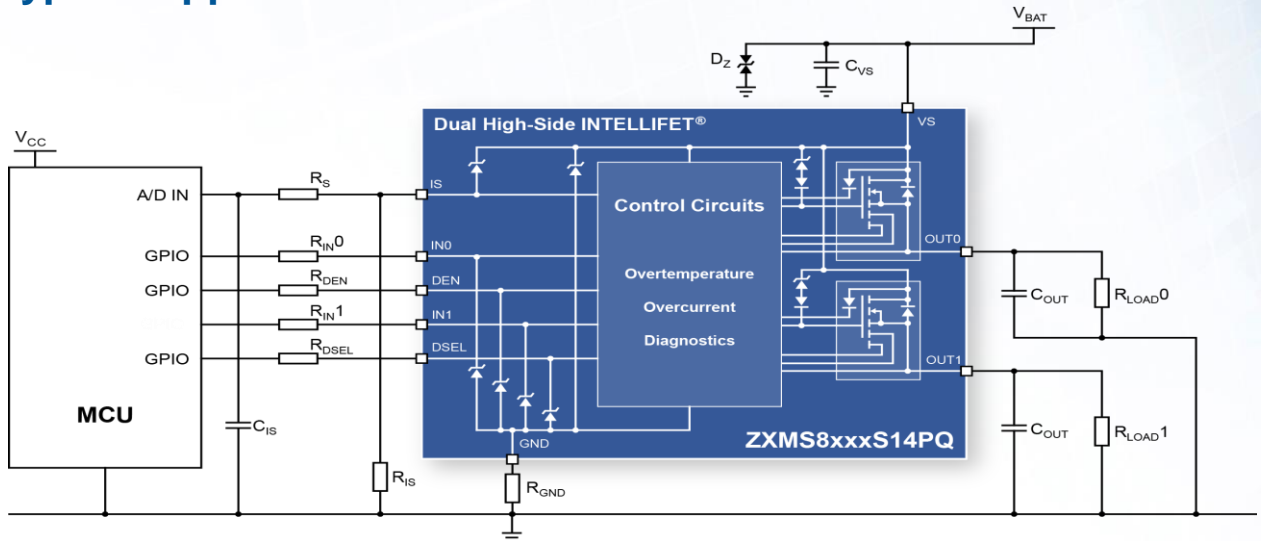 V_BAT
D_Z
C_VS
Dual High-Side INTELLIFET®
VS
V_CC
A/D IN
R_S
IS
Control Circuits
GPIO
R_IN0
IN0
OUT0
GPIO
R_DEN
DEN
Overtemperature
R_IN1
IN1
Overcurrent
C_OUT
R_LOAD0
GPIO
R_DSEL
DSEL
Diagnostics
OUT1
MCU
C_IS
GND
ZXMS8xxxS14PQ
C_OUT
R_LOAD1
R_IS
R_GND